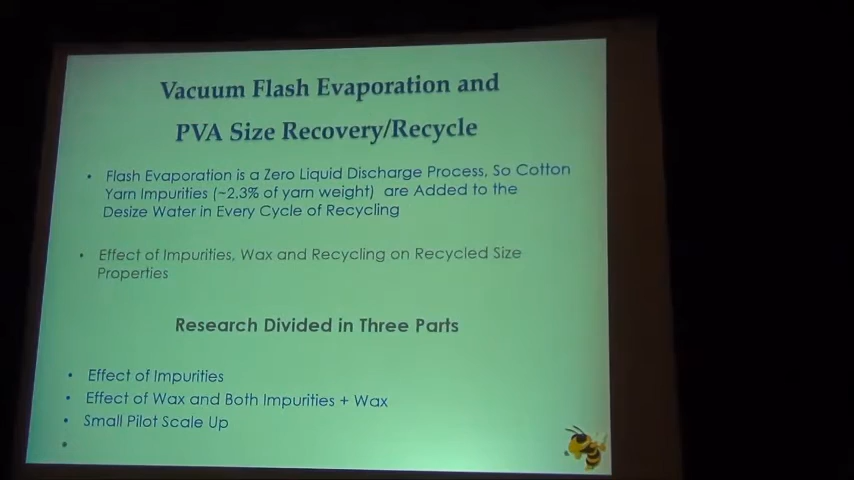 Vacuum Flash Evaporation and
PVA Size Recovery/Recycle
• Flash Evaporation is a Zero Liquid Discharge Process, So Cotton
Yarn Impurities (~2.3% of yarn weight) are Added to the
Desize Water in Every Cycle of Recycling
• Effect of Impurities, Wax and Recycling on Recycled Size
Properties
Research Divided in Three Parts
• Effect of Impurities
• Effect of Wax and Both Impurities + Wax
• Small Pilot Scale Up
•